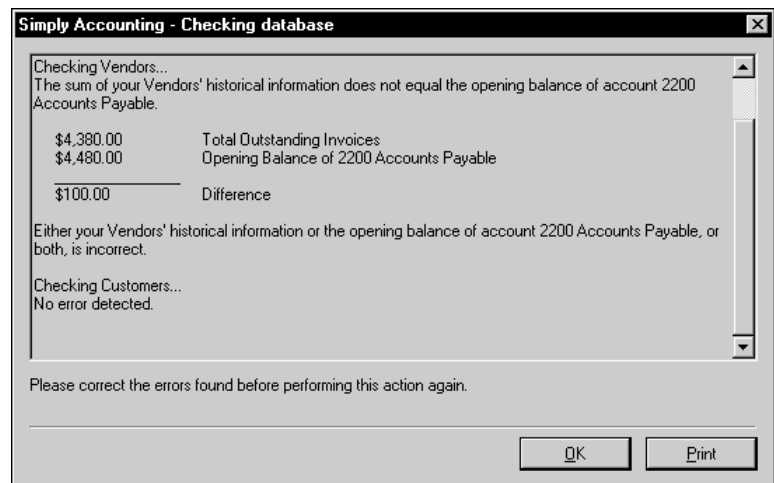 Simply Accounting - Checking database
Checking Vendors...
The sum of your Vendors' historical information does not equal the opening balance of account 2200
Accounts Payable.
$4,380.00 Total Outstanding Invoices
$4,480.00 Opening Balance of 2200 Accounts Payable
$100.00 Difference
Either your Vendors' historical information or the opening balance of account 2200 Accounts Payable, or
both, is incorrect.
Checking Customers...
No error detected.
Please correct the errors found before performing this action again.
OK Print